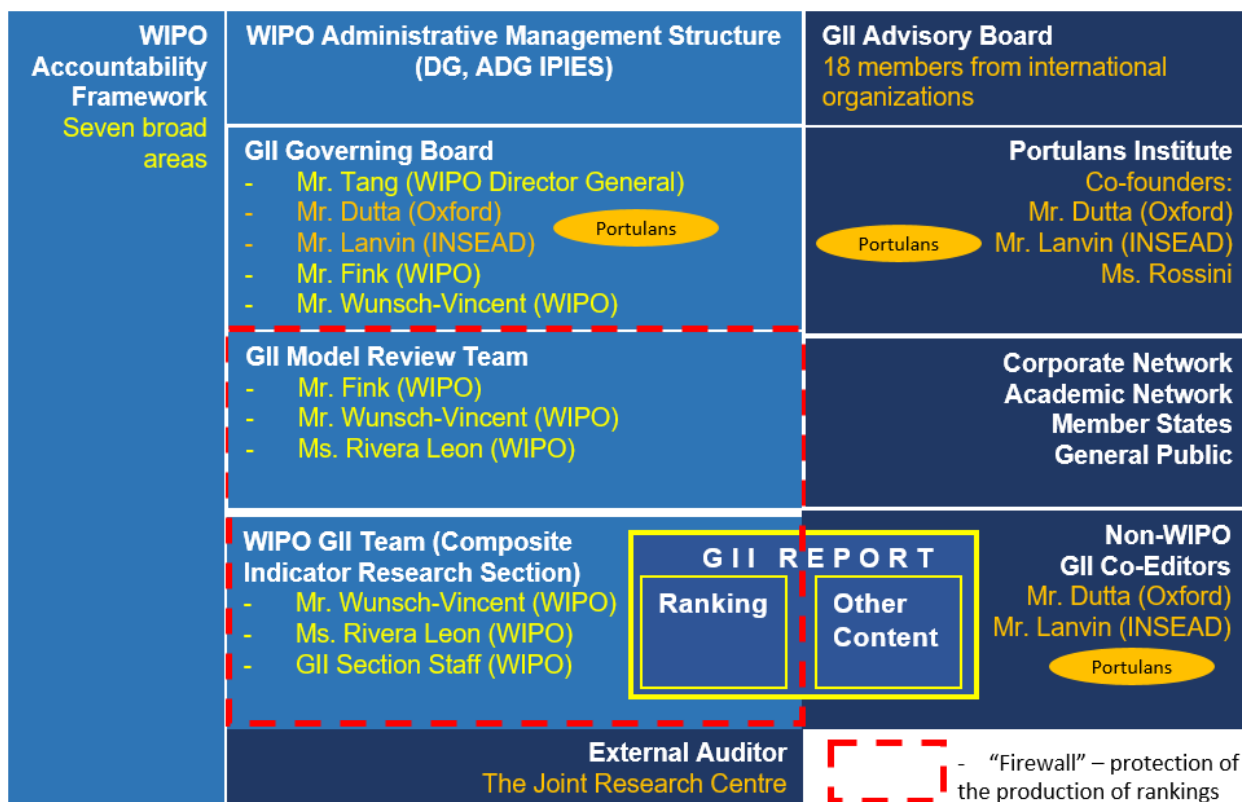 WIPO
Accountability
Framework
Seven broad
areas
WIPO Administrative Management Structure
(DG, ADG IPIES)
GII Advisory Board
18 members from international
organizations
GII Governing Board
- Mr. Tang (WIPO Director General)
- Mr. Dutta (Oxford)
- Mr. Lanvin (INSEAD)
- Mr. Fink (WIPO)
- Mr. Wunsch-Vincent (WIPO)
Portulans
Portulans Institute
Co-founders:
Mr. Dutta (Oxford)
Mr. Lanvin (INSEAD)
Ms. Rossini
Portulans
GII Model Review Team
- Mr. Fink (WIPO)
- Mr. Wunsch-Vincent (WIPO)
- Ms. Rivera Leon (WIPO)
Corporate Network
Academic Network
Member States
General Public
WIPO GII Team (Composite
Indicator Research Section)
- Mr. Wunsch-Vincent (WIPO)
- Ms. Rivera Leon (WIPO)
- GII Section Staff (WIPO)
GII REPORT
Ranking
Other
Content
Non-WIPO
GII Co-Editors
Mr. Dutta (Oxford)
Mr. Lanvin (INSEAD)
Portulans
External Auditor
The Joint Research Centre
- “Firewall” – protection of
the production of rankings